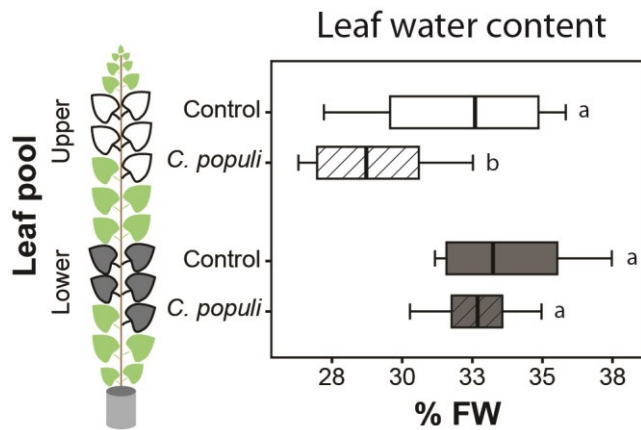 Leaf water content
Leaf pool
Upper
Lower
Control
a
C. populi
b
Control
a
C. populi
a
28 30 33 35 38
% FW